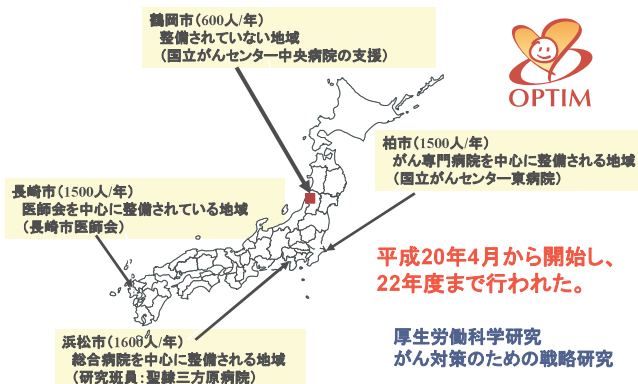 鶴岡市(600人/年)
整備されていない地域
(国立がんセンター中央病院の支援)
OPTIM
柏市(1500人/年)
がん専門病院を中心に整備される地域
(国立がんセンター東病院)
長崎市(1500人/年)
医師会を中心に整備されている地域
(長崎市医師会)
平成20年4月から開始し、
22年度まで行われた。
浜松市(1600人/年)
総合病院を中心に整備される地域
(研究班員:聖隷三方原病院)
厚生労働科学研究
がん対策のための戦略研究